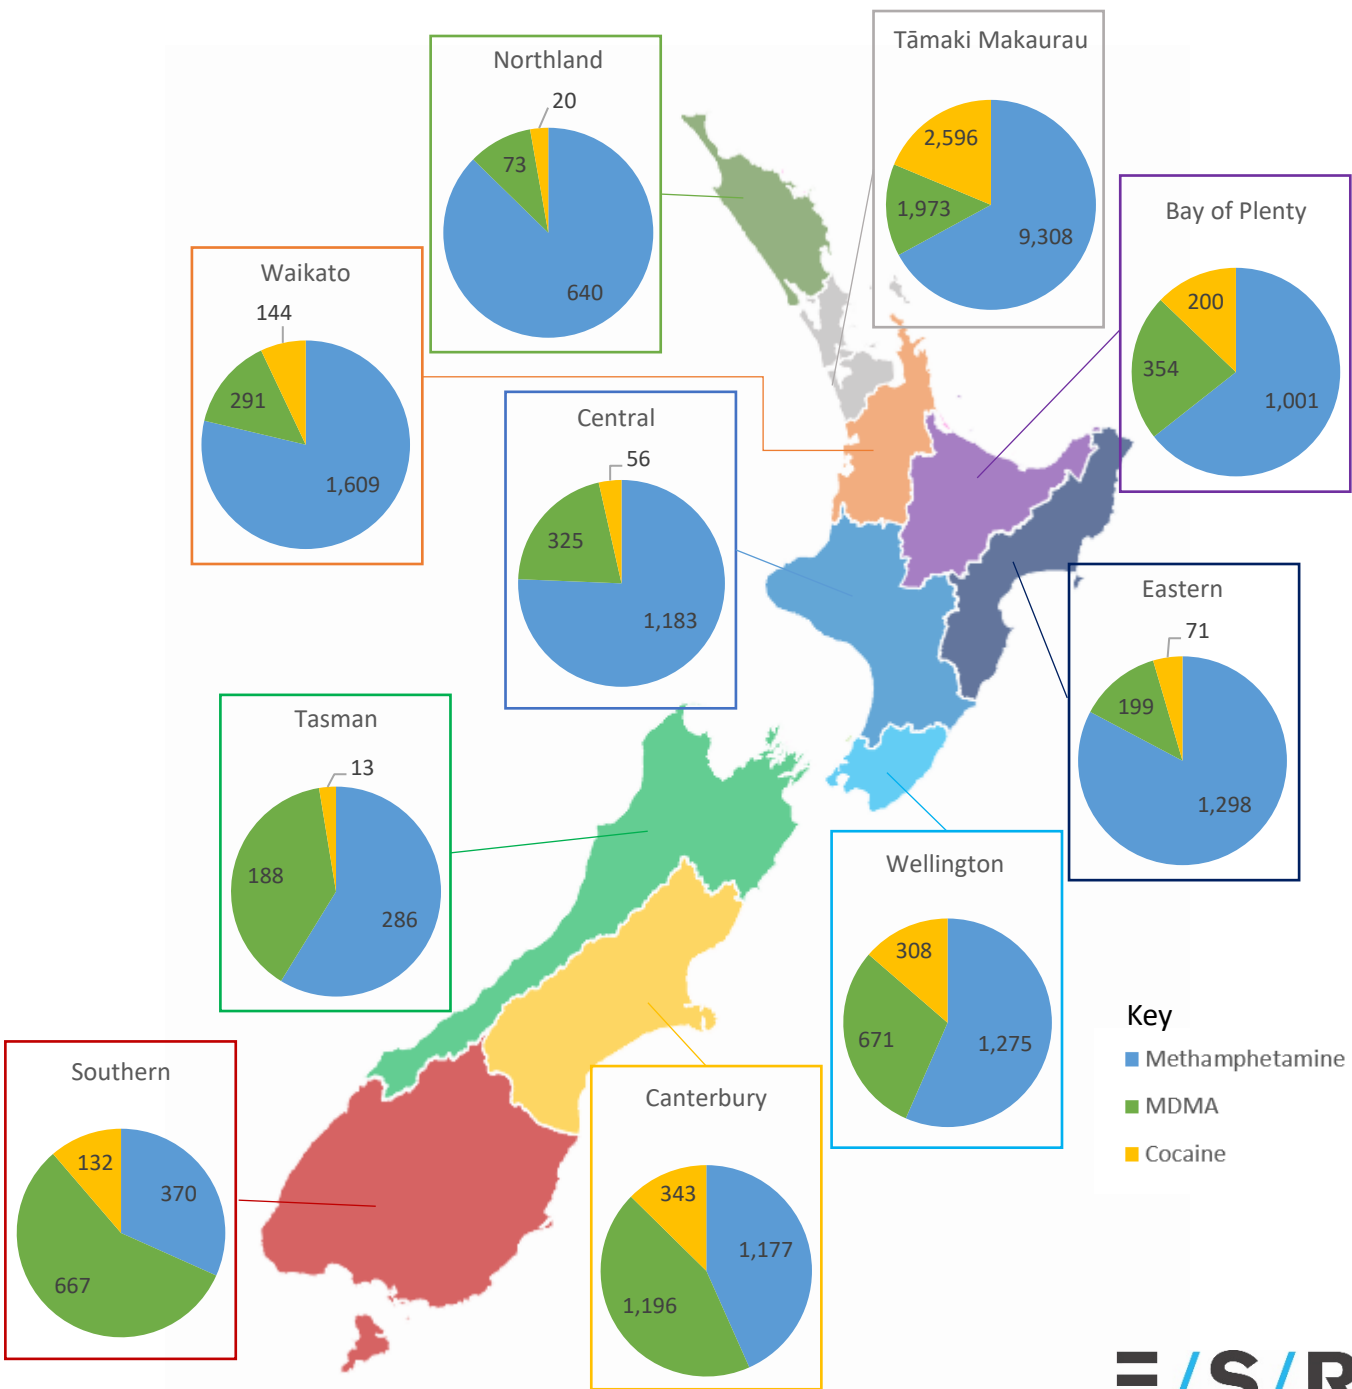 Northland
20
73
640
Tāmaki Makaurau
2,596
1,973
9,308
Bay of Plenty
200
354
1,001
Waikato
144
291
1,609
Central
56
325
1,183
Eastern
71
199
1,298
Tasman
13
188
286
Wellington
308
671
1,275
Key
Methamphetamine
MDMA
Cocaine
Southern
132
370
667
Canterbury
343
1,177
1,196
E/S/R